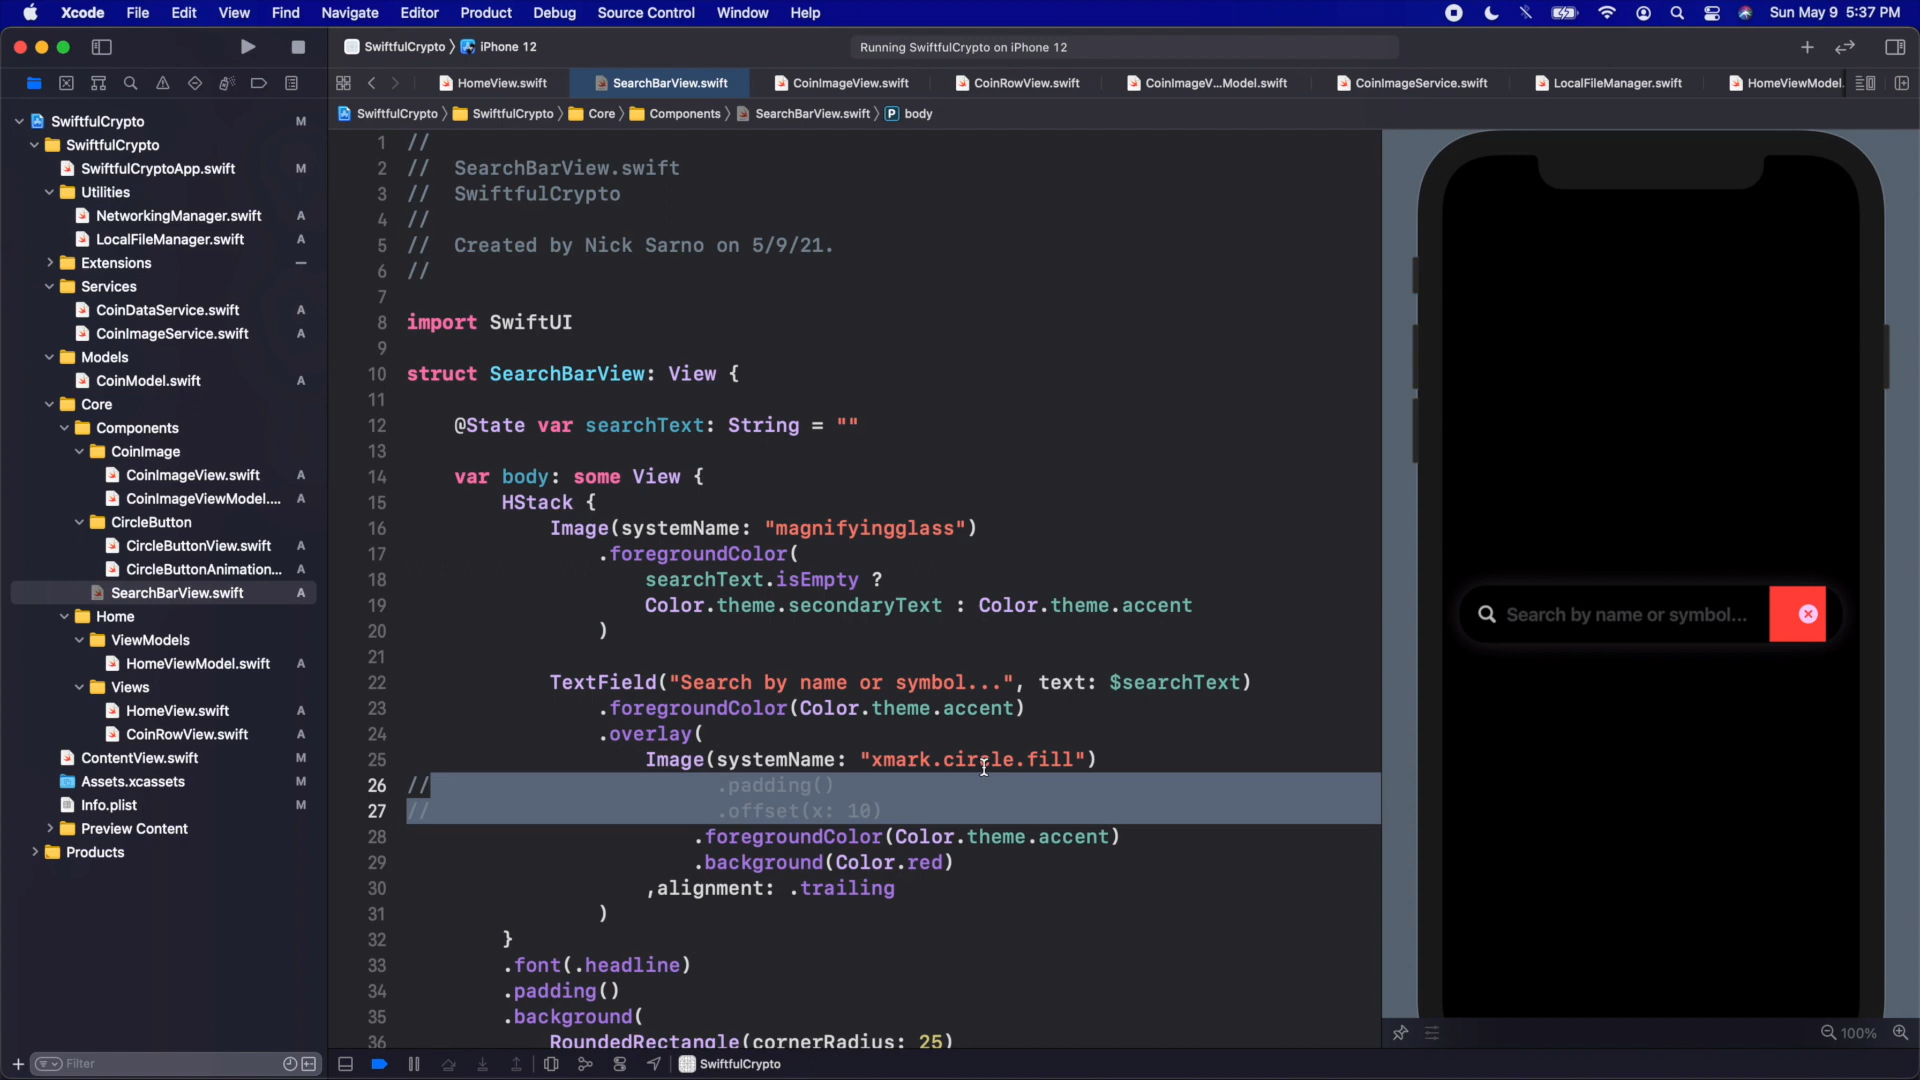 Xcode File Edit View Find Navigate Editor Product Debug Source Control Window Help Sun May 9 5:37 PM
SwiftfulCrypto iPhone 12 Running SwiftfulCrypto on iPhone 12
HomeView.swift SearchBarView.swift CoinImageView.swift CoinRowView.swift CoinImageV...Model.swift CoinImageService.swift LocalFileManager.swift HomeViewModel.
SwiftfulCrypto SwiftfulCrypto Core Components SearchBarView.swift P body
SwiftfulCrypto M
SwiftfulCrypto
SwiftfulCryptoApp.swift M
Utilities
NetworkingManager.swift A
LocalFileManager.swift A
Extensions
Services
CoinDataService.swift A
CoinImageService.swift A
Models
CoinModel.swift A
Core
Components
CoinImage
CoinImageView.swift A
CoinImageViewModel.... A
CircleButton
CircleButtonView.swift A
CircleButtonAnimation... A
SearchBarView.swift A
Home
ViewModels
HomeViewModel.swift A
Views
HomeView.swift A
CoinRowView.swift A
ContentView.swift M
Assets.xcassets M
Info.plist M
Preview Content
Products
Filter
1 //
2 // SearchBarView.swift
3 // SwiftfulCrypto
4 //
5 // Created by Nick Sarno on 5/9/21.
6 //
7
8 import SwiftUI
9
10 struct SearchBarView: View {
11
12 @State var searchText: String = ""
13
14 var body: some View {
15 HStack {
16 Image(systemName: "magnifyingglass")
17 .foregroundColor(
18 searchText.isEmpty ?
19 Color.theme.secondaryText : Color.theme.accent
20 )
21
22 TextField("Search by name or symbol...", text: $searchText)
23 .foregroundColor(Color.theme.accent)
24 .overlay(
25 Image(systemName: "xmark.circle.fill")
26 // .padding()
27 // .offset(x: 10)
28 .foregroundColor(Color.theme.accent)
29 .background(Color.red)
30 ,alignment: .trailing
31 )
32 }
33 .font(.headline)
34 .padding()
35 .background(
36 RoundedRectangle(cornerRadius: 25)
Search by name or symbol...
100%
SwiftfulCrypto